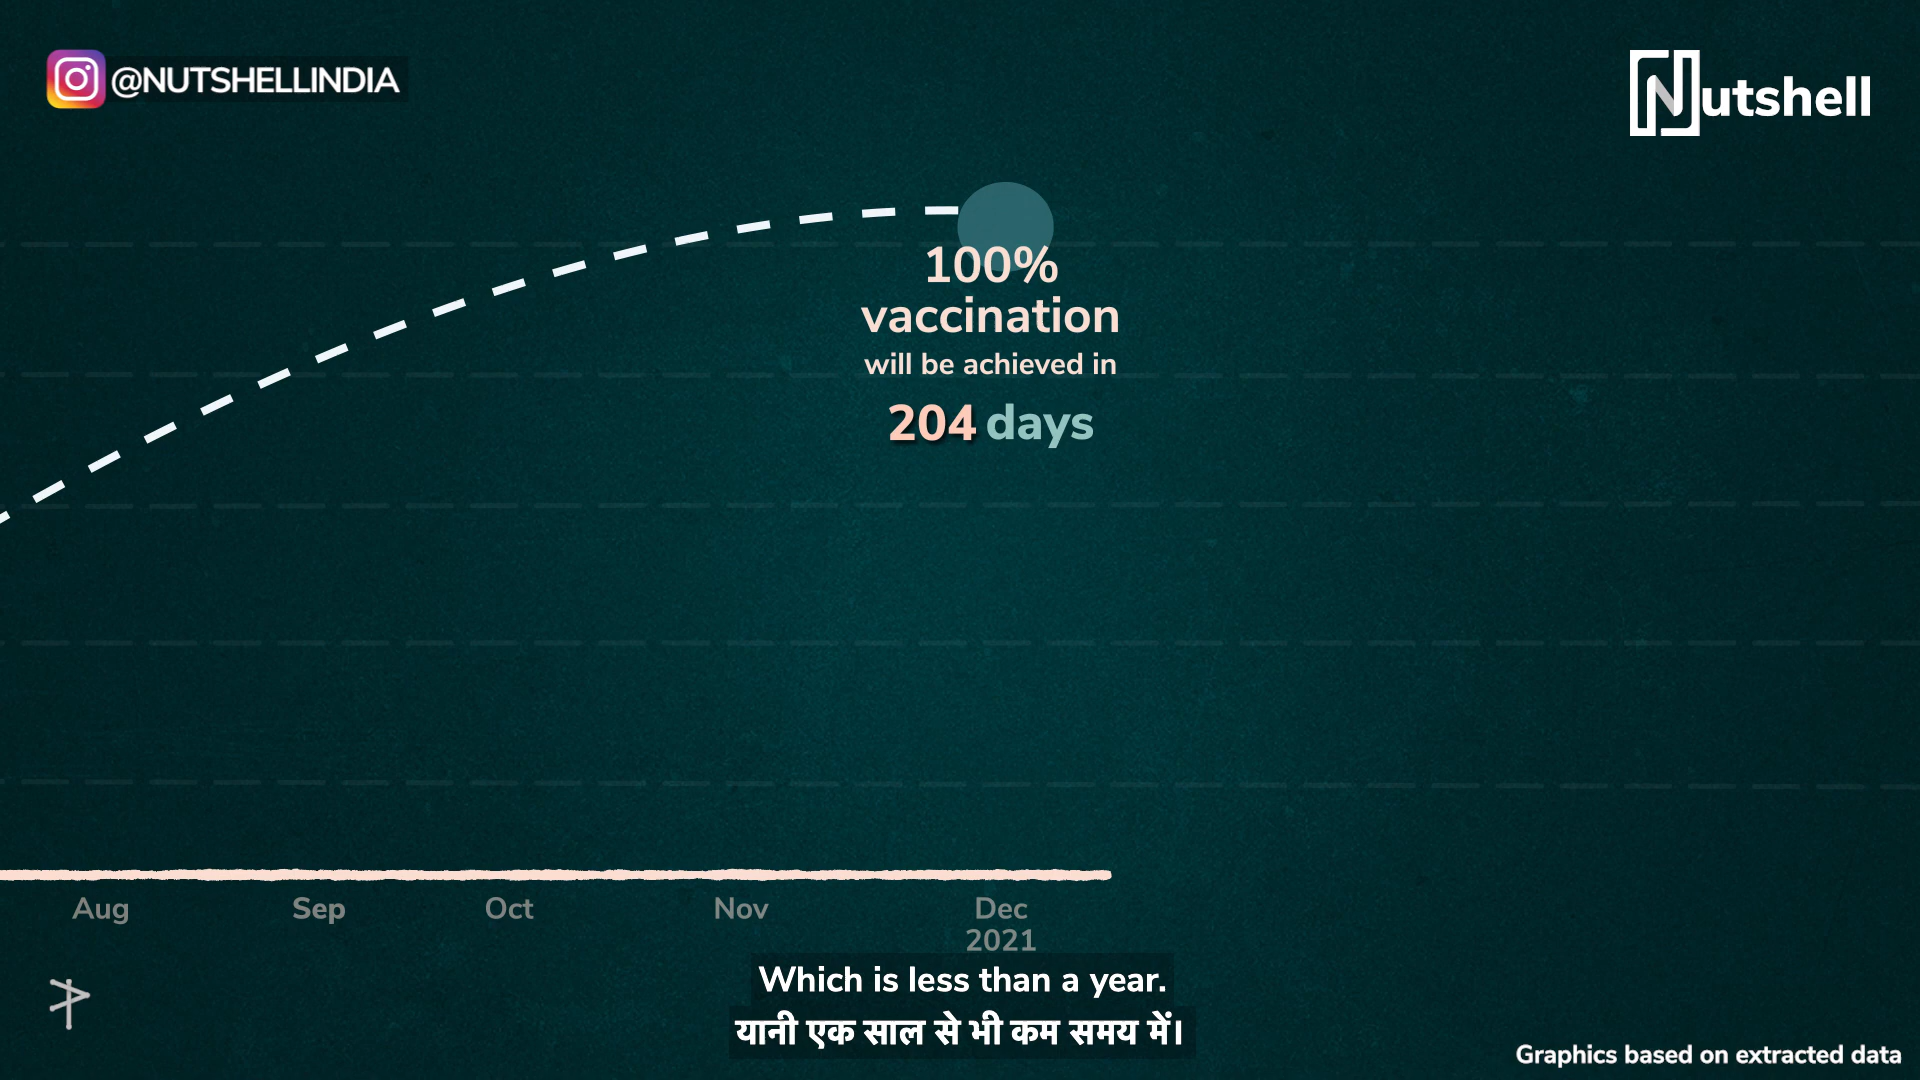 @NUTSHELLINDIA
Nutshell
100%
vaccination
will be achieved in
204 days
Aug Sep Oct Nov Dec
2021
Which is less than a year.
यानी एक साल से भी कम समय में।
Graphics based on extracted data